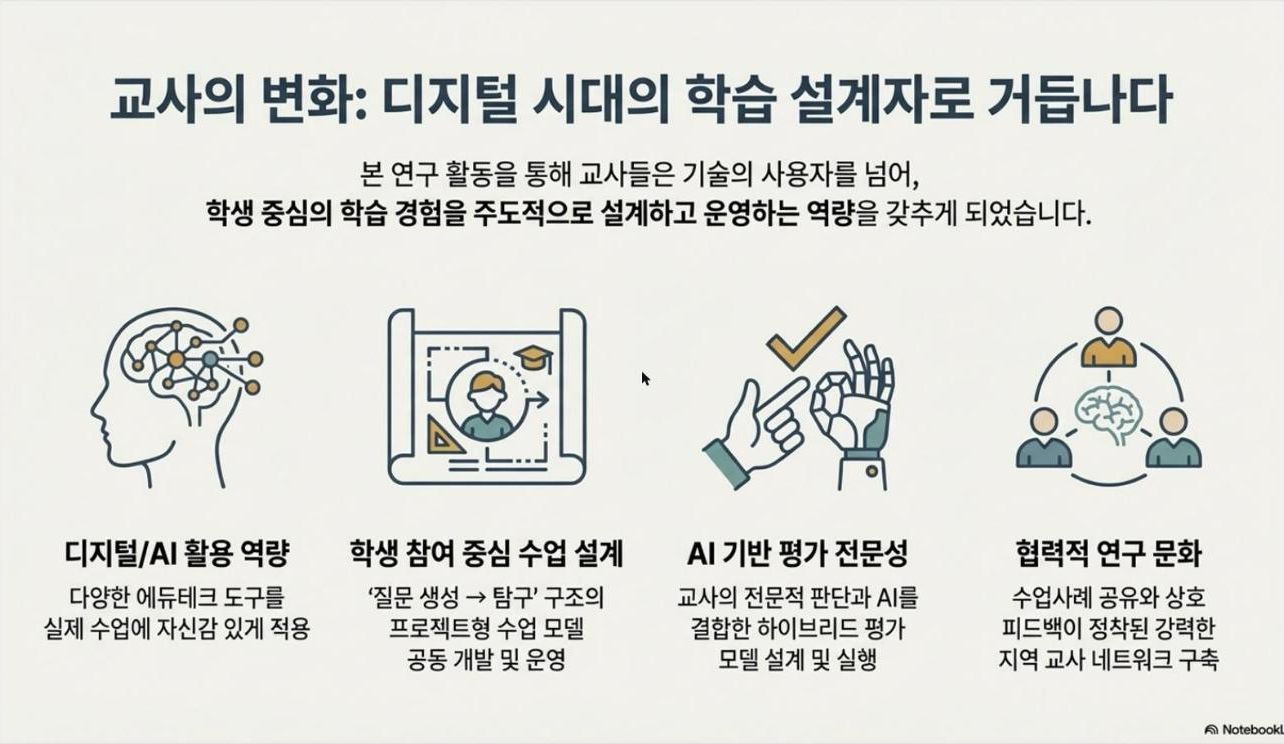 교사의 변화: 디지털 시대의 학습 설계자로 거듭나다
본 연구 활동을 통해 교사들은 기술의 사용자를 넘어,
학생 중심의 학습 경험을 주도적으로 설계하고 운영하는 역량을 갖추게 되었습니다.
디지털/AI 활용 역량
다양한 에듀테크 도구를
실제 수업에 자신감 있게 적용
학생 참여 중심 수업 설계
‘질문 생성 → 탐구’ 구조의
프로젝트형 수업 모델
공동 개발 및 운영
AI 기반 평가 전문성
교사의 전문적 판단과 AI를
결합한 하이브리드 평가
모델 설계 및 실행
협력적 연구 문화
수업사례 공유와 상호
피드백이 정착된 강력한
지역 교사 네트워크 구축
NotebookL